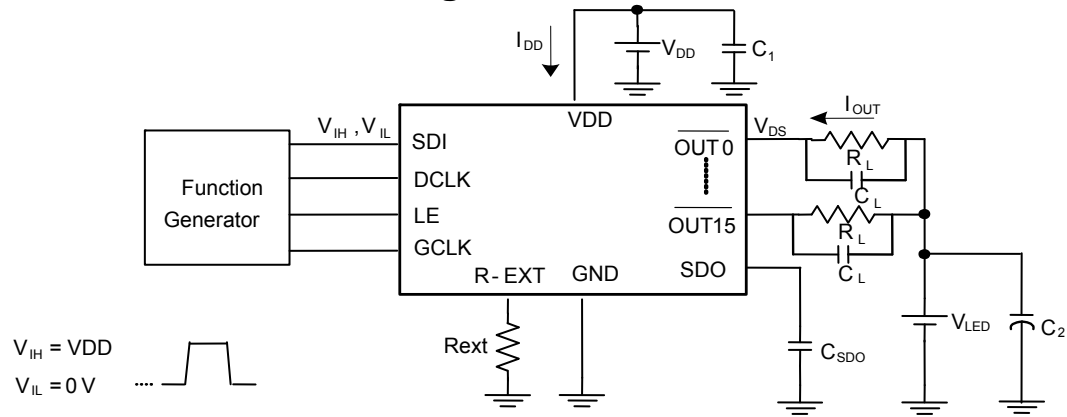 I_DD
V_DD
C_1
V_IH , V_IL
VDD
V_DS
I_OUT
SDI
OUT0
R_L
C_L
Function
Generator
DCLK
LE
OUT15
R_L
C_L
GCLK
R-EXT
GND
SDO
V_LED
C_2
Rext
C_SDO
V_IH = VDD
V_IL = 0 V
....